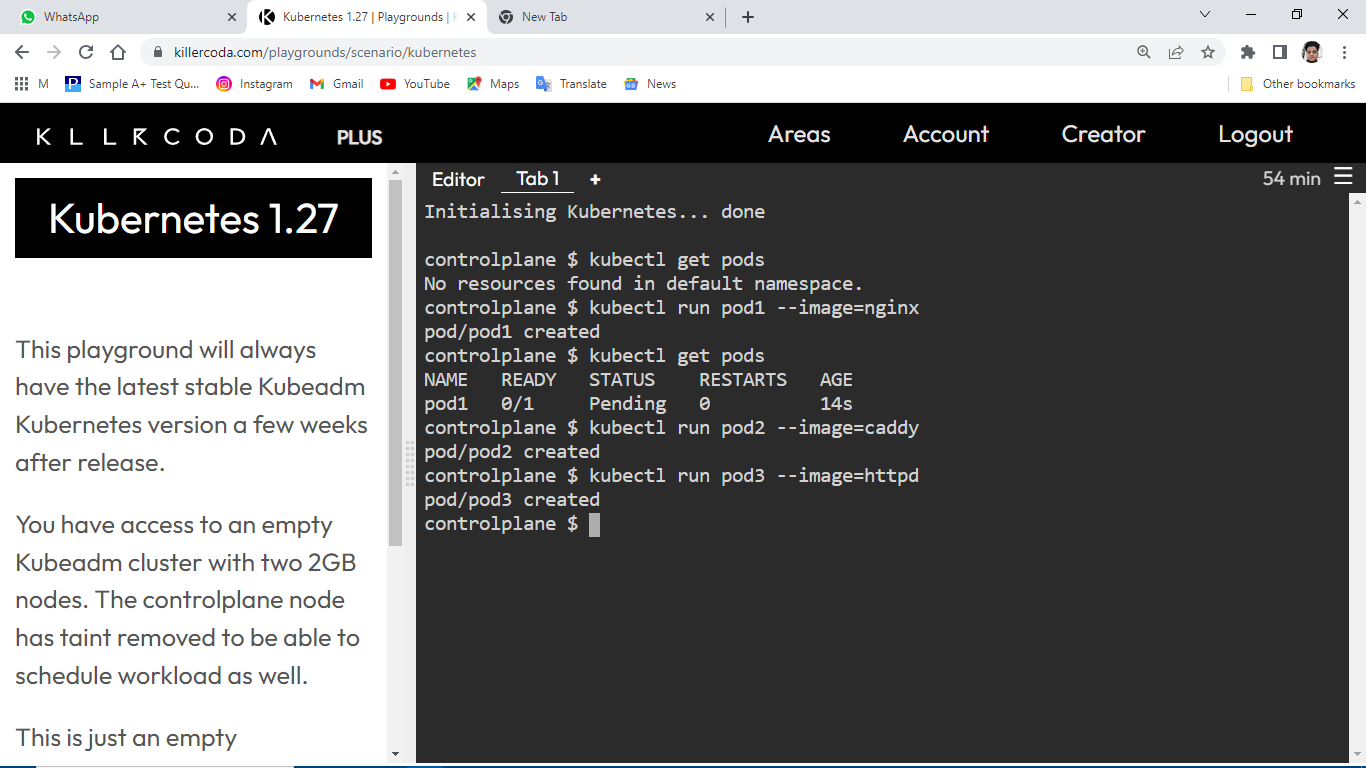 WhatsApp
Kubernetes 1.27 | Playgrounds |
New Tab
killercoda.com/playgrounds/scenario/kubernetes
M
Sample A+ Test Qu...
Instagram
Gmail
YouTube
Maps
Translate
News
Other bookmarks
KILLERCODA
PLUS
Areas
Account
Creator
Logout
Kubernetes 1.27
This playground will always
have the latest stable Kubeadm
Kubernetes version a few weeks
after release.
You have access to an empty
Kubeadm cluster with two 2GB
nodes. The controlplane node
has taint removed to be able to
schedule workload as well.
This is just an empty
Editor
Tab 1
+
54 min
Initialising Kubernetes... done
controlplane $ kubectl get pods
No resources found in default namespace.
controlplane $ kubectl run pod1 --image=nginx
pod/pod1 created
controlplane $ kubectl get pods
NAME READY STATUS RESTARTS AGE
pod1 0/1 Pending 0 14s
controlplane $ kubectl run pod2 --image=caddy
pod/pod2 created
controlplane $ kubectl run pod3 --image=httpd
pod/pod3 created
controlplane $